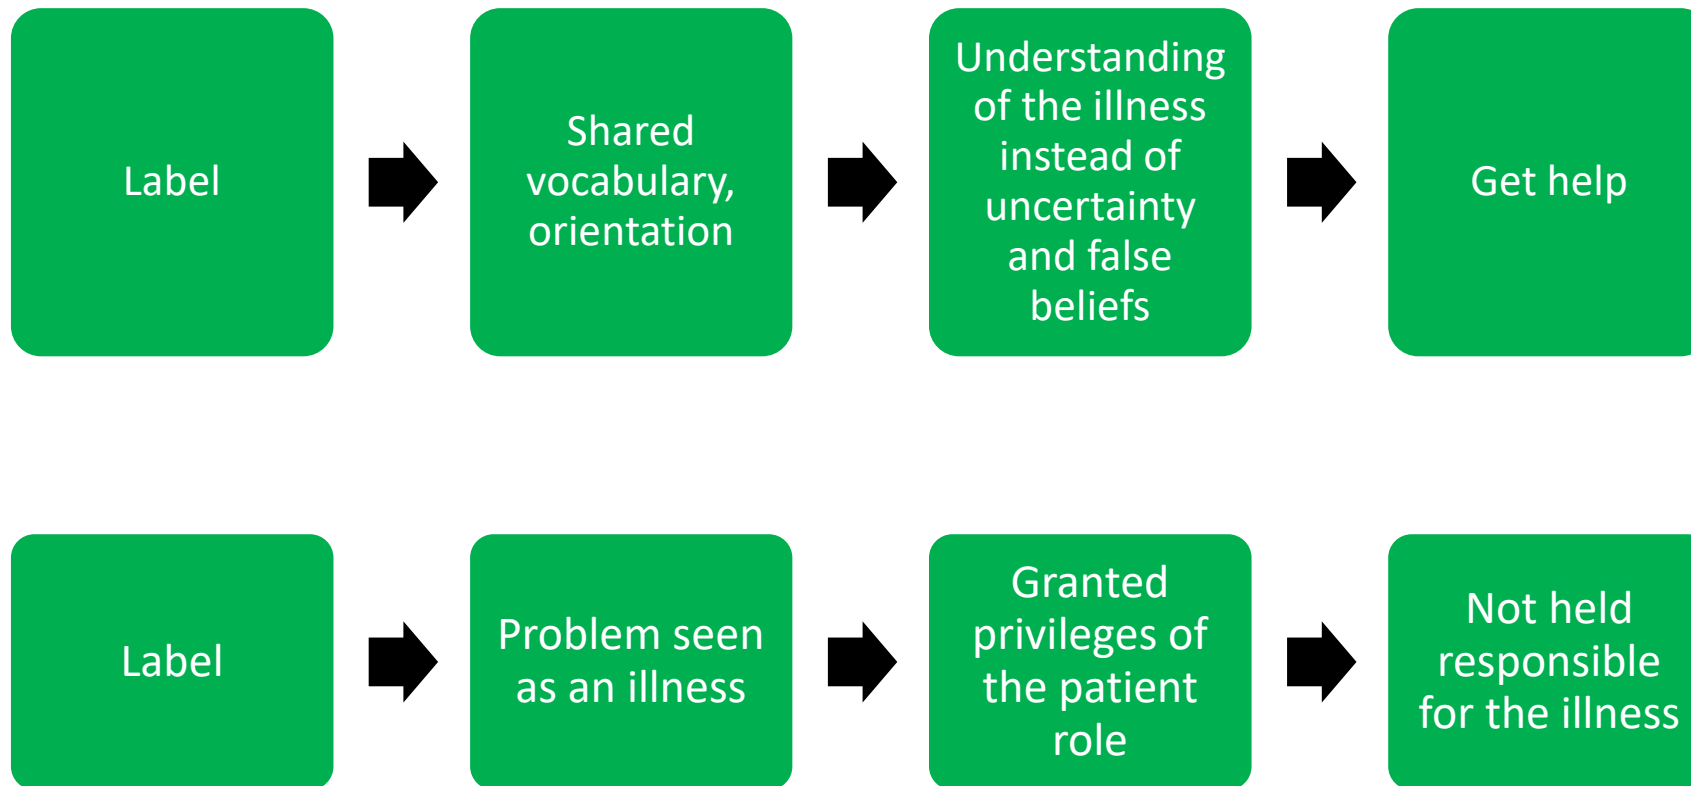 Label
Shared
vocabulary,
orientation
Understanding
of the illness
instead of
uncertainty
and false
beliefs
Get help
Label
Problem seen
as an illness
Granted
privileges of
the patient
role
Not held
responsible
for the illness